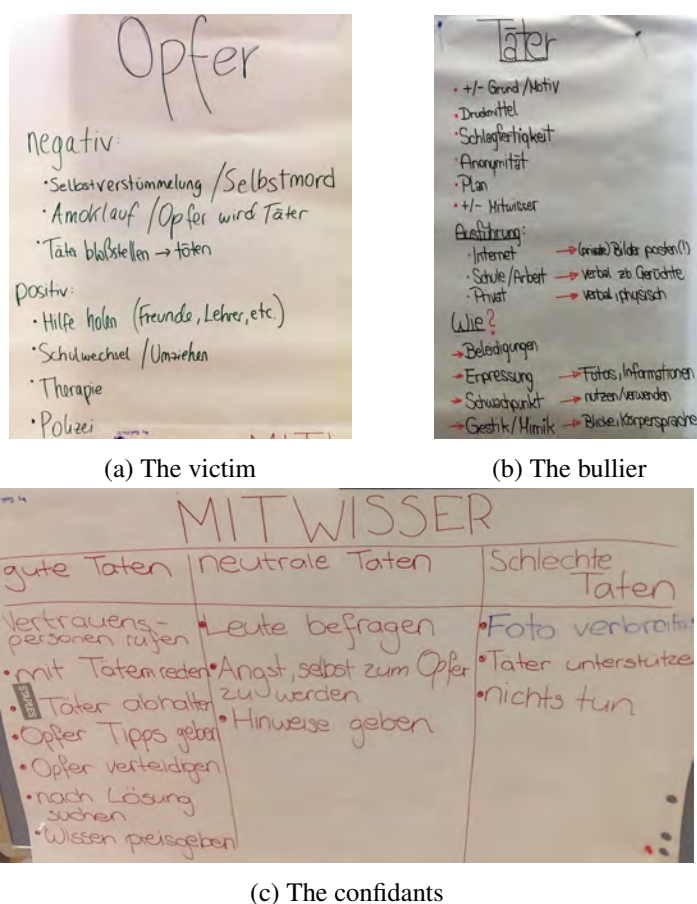 Opfer
negativ:
· Selbstverstümmelung / Selbstmord
· Amoklauf / Opfer wird Täter
· Täter bloßstellen → töten
positiv:
· Hilfe holen (Freunde, Lehrer, etc.)
· Schulwechsel / Umziehen
· Therapie
· Polizei
(a) The victim
Täter
· +/- Grund / Motiv
· Druckmittel
· Schlagfertigkeit
· Anonymität
· Plan
· +/- Mitwisser
Ausführung:
· Internet → (private) Bilder posten (!)
· Schule / Arbeit → verbal zb Gerüchte
· Privat → verbal, physisch
Wie?
→ Beleidigungen
→ Erpressung → Fotos, Informationen
→ Schwachpunkt → nutzen/verwenden
→ Gestik / Mimik → Blicke, Körpersprache
(b) The bullier
MITWISSER
gute Taten
Vertrauens-
personen rufen
• mit Tätern reden
• Täter abhalten
STAPLES
• Opfer Tipps geben
• Opfer verteidigen
• nach Lösung
suchen
• Wissen preisgeben
neutrale Taten
• Leute befragen
• Angst, selbst zum Opfer
zu werden
• Hinweise geben
Schlechte
Taten
• Foto verbreite
• Täter unterstütze
• nichts tun
(c) The confidants